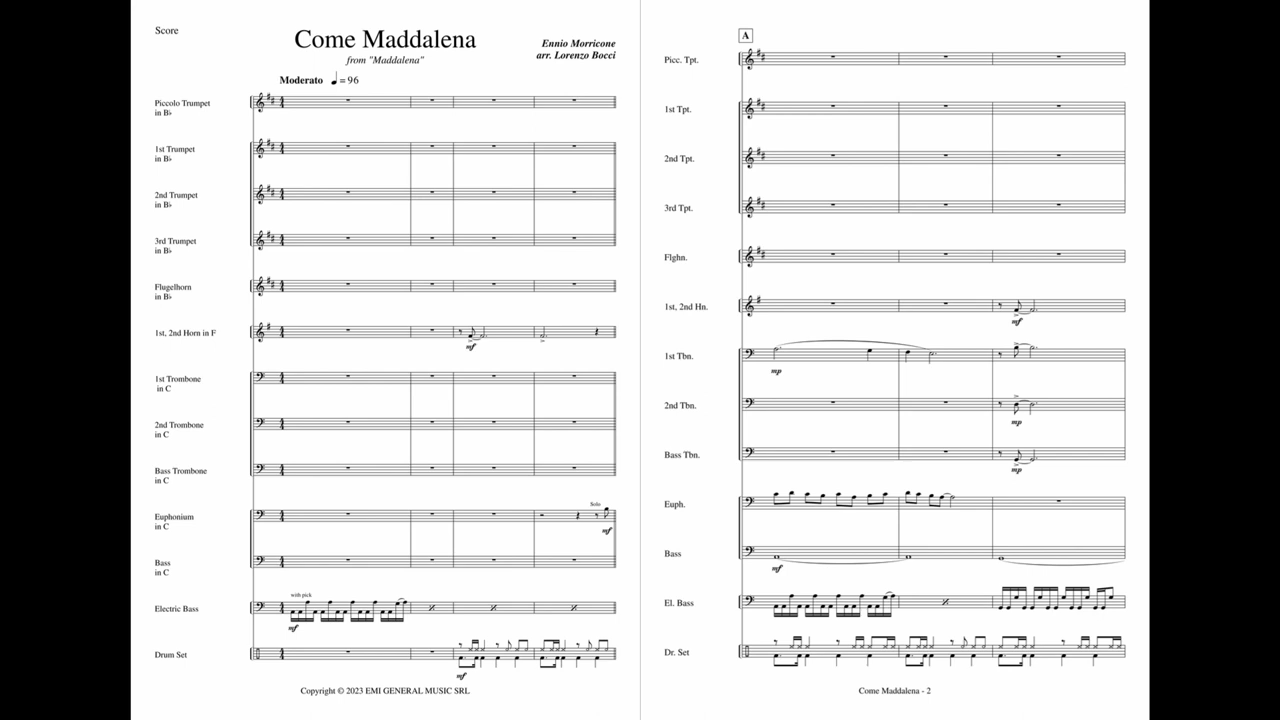 Score
Come Maddalena
from "Maddalena"
Ennio Morricone
arr. Lorenzo Bocci
Moderato ♩ = 96
Piccolo Trumpet
in B♭
1st Trumpet
in B♭
2nd Trumpet
in B♭
3rd Trumpet
in B♭
Flugelhorn
in B♭
1st, 2nd Horn in F
mf
1st Trombone
in C
2nd Trombone
in C
Bass Trombone
in C
Euphonium
in C
Solo
mf
Bass
in C
Electric Bass
with pick
mf
Drum Set
mf
Copyright © 2023 EMI GENERAL MUSIC SRL
A
Picc. Tpt.
1st Tpt.
2nd Tpt.
3rd Tpt.
Flghn.
1st, 2nd Hn.
mf
1st Tbn.
mp
2nd Tbn.
mp
Bass Tbn.
mp
Euph.
Bass
mf
El. Bass
Dr. Set
Come Maddalena - 2